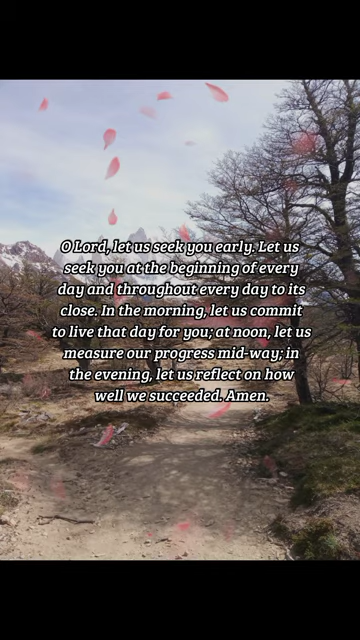 O Lord, let us seek you early. Let us
seek you at the beginning of every
day and throughout every day to its
close. In the morning, let us commit
to live that day for you; at noon, let us
measure our progress mid-way; in
the evening, let us reflect on how
well we succeeded. Amen.